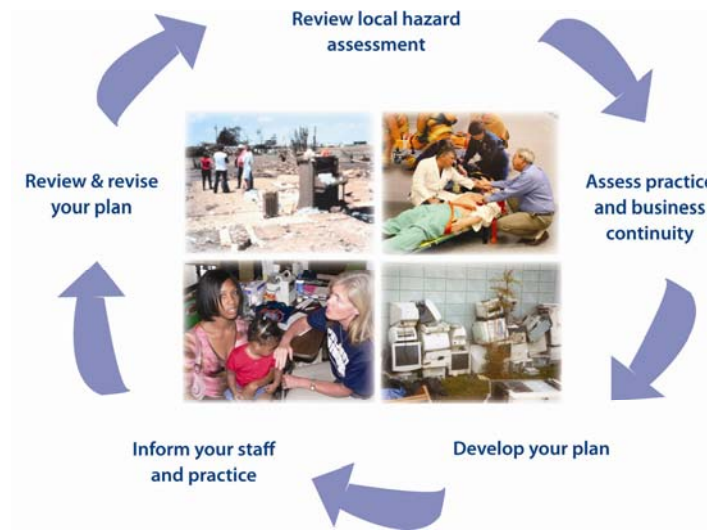 Review local hazard
assessment
Assess practice
and business
continuity
Develop your plan
Inform your staff
and practice
Review & revise
your plan